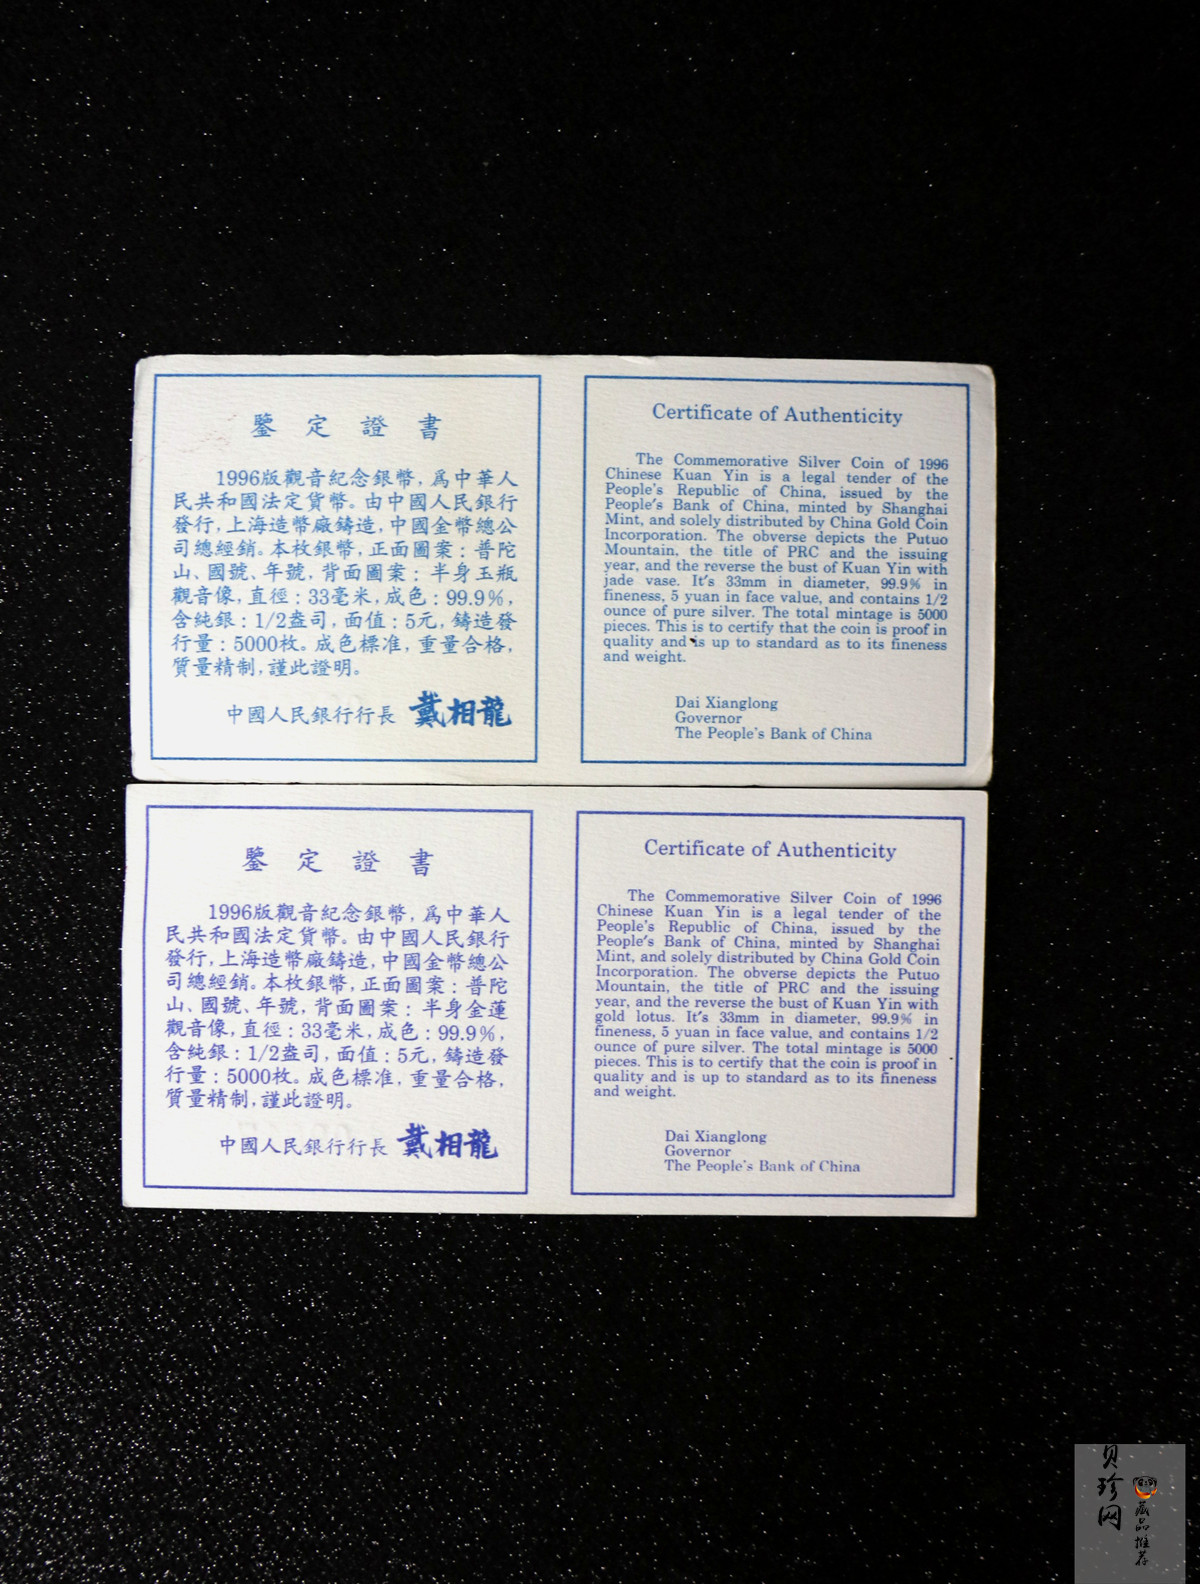 鑒定證書
1996版觀音紀念銀幣，爲中華人
民共和國法定貨幣。由中國人民銀行
發行，上海造幣廠鑄造，中國金幣總公
司總經銷。本枚銀幣，正面圖案：普陀
山、國號、年號，背面圖案：半身玉瓶
觀音像，直徑：33毫米，成色：99.9%，
含純銀：1/2盎司，面值：5元，鑄造發
行量：5000枚。成色標准，重量合格，
質量精制，謹此證明。
中國人民銀行行長 戴相龍
Certificate of Authenticity
The Commemorative Silver Coin of 1996
Chinese Kuan Yin is a legal tender of the
People's Republic of China, issued by the
People's Bank of China, minted by Shanghai
Mint, and solely distributed by China Gold Coin
Incorporation. The obverse depicts the Putuo
Mountain, the title of PRC and the issuing
year, and the reverse the bust of Kuan Yin with
jade vase. It's 33mm in diameter, 99.9% in
fineness, 5 yuan in face value, and contains 1/2
ounce of pure silver. The total mintage is 5000
pieces. This is to certify that the coin is proof in
quality and is up to standard as to its fineness
and weight.
Dai Xianglong
Governor
The People's Bank of China
鑒定證書
1996版觀音紀念銀幣，爲中華人
民共和國法定貨幣。由中國人民銀行
發行，上海造幣廠鑄造，中國金幣總公
司總經銷。本枚銀幣，正面圖案：普陀
山、國號、年號，背面圖案：半身金蓮
觀音像，直徑：33毫米，成色：99.9%，
含純銀：1/2盎司，面值：5元，鑄造發
行量：5000枚。成色標准，重量合格，
質量精制，謹此證明。
中國人民銀行行長 戴相龍
Certificate of Authenticity
The Commemorative Silver Coin of 1996
Chinese Kuan Yin is a legal tender of the
People's Republic of China, issued by the
People's Bank of China, minted by Shanghai
Mint, and solely distributed by China Gold Coin
Incorporation. The obverse depicts the Putuo
Mountain, the title of PRC and the issuing
year, and the reverse the bust of Kuan Yin with
gold lotus. It's 33mm in diameter, 99.9% in
fineness, 5 yuan in face value, and contains 1/2
ounce of pure silver. The total mintage is 5000
pieces. This is to certify that the coin is proof in
quality and is up to standard as to its fineness
and weight.
Dai Xianglong
Governor
The People's Bank of China
贝珍网
藏品推荐